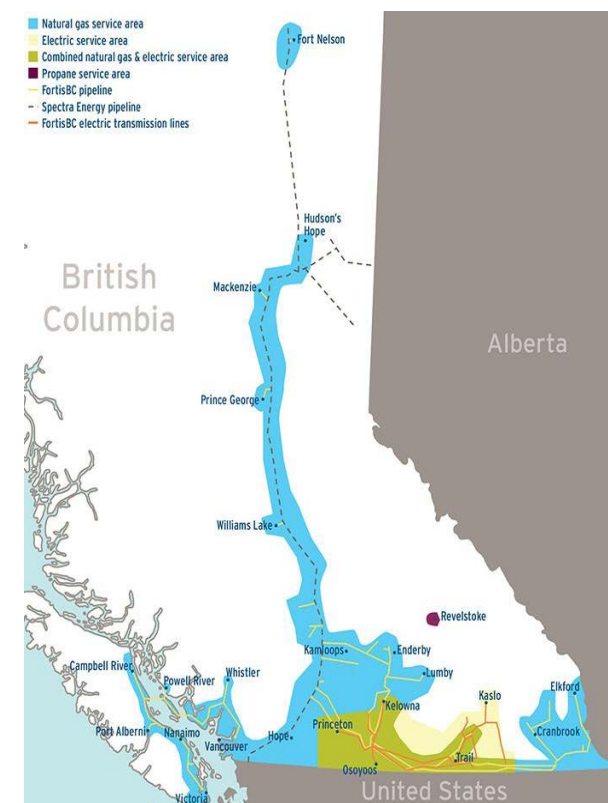 Natural gas service area
Electric service area
Combined natural gas & electric service area
Propane service area
FortisBC pipeline
Spectra Energy pipeline
FortisBC electric transmission lines
Fort Nelson
Hudson's
Hope
British
Columbia
Mackenzie
Alberta
Prince George
Williams Lake
Revelstoke
Kamloops
Enderby
Campbell River
Powell River
Whistler
Lumby
Elkford
Kaslo
Kelowna
Port Alberni
Nanaimo
Vancouver
Hope
Princeton
Cranbrook
Trail
Osoyoos
United States
Victoria